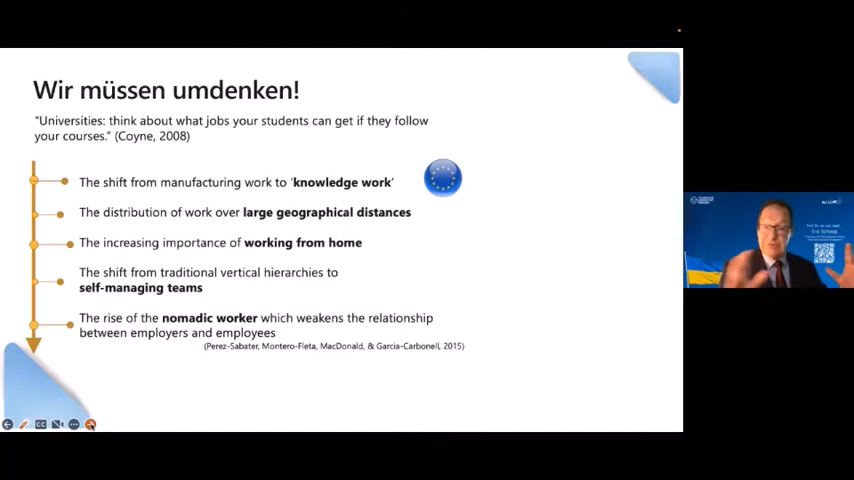 Wir müssen umdenken!
“Universities: think about what jobs your students can get if they follow
your courses.” (Coyne, 2008)
The shift from manufacturing work to ‘knowledge work’
The distribution of work over large geographical distances
The increasing importance of working from home
The shift from traditional vertical hierarchies to
self-managing teams
The rise of the nomadic worker which weakens the relationship
between employers and employees
(Perez-Sabater, Montero-Fleta, MacDonald, & Garcia-Carbonell, 2015)
CC
Eric Schoop